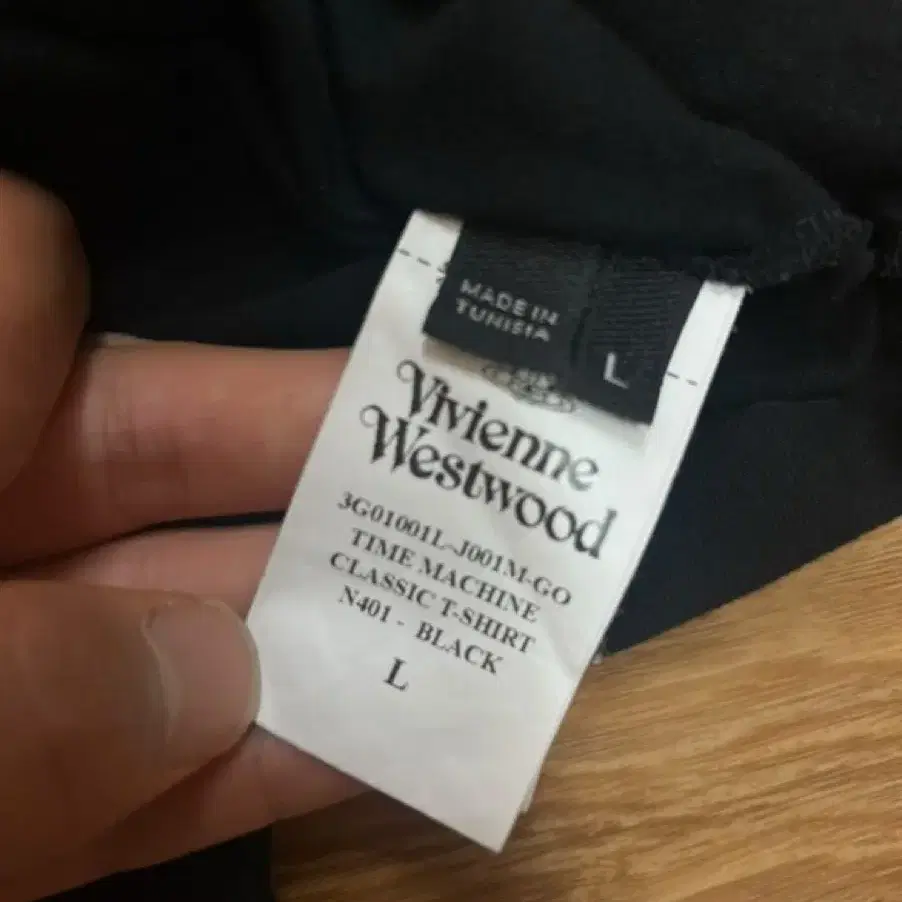 MADE IN
TUNISIA
L
Vivienne
Westwood
3G01001L-J001M-GO
TIME MACHINE
CLASSIC T-SHIRT
N401 - BLACK
L